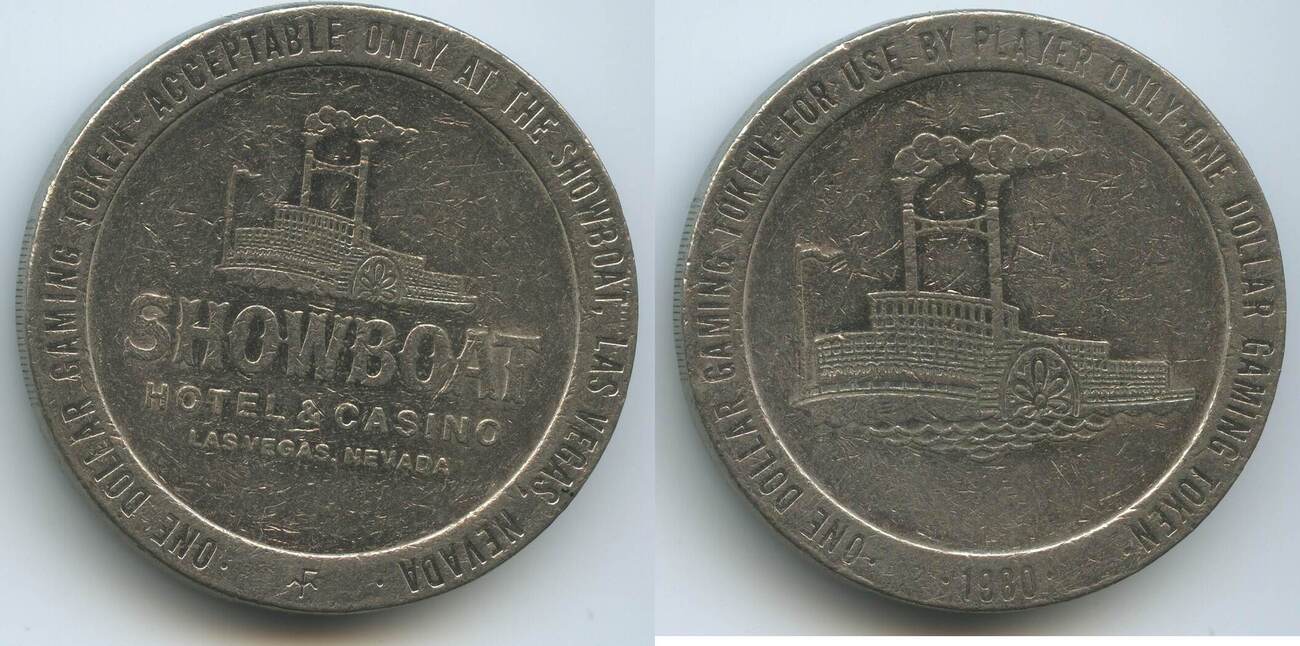 ONE DOLLAR GAMING TOKEN · ACCEPTABLE ONLY AT THE SHOWBOAT, LAS VEGAS, NEVADA ·
SHOWBOAT
HOTEL & CASINO
LAS VEGAS, NEVADA
· ONE DOLLAR GAMING TOKEN · FOR USE BY PLAYER ONLY · ONE DOLLAR GAMING TOKEN ·
· 1980 ·